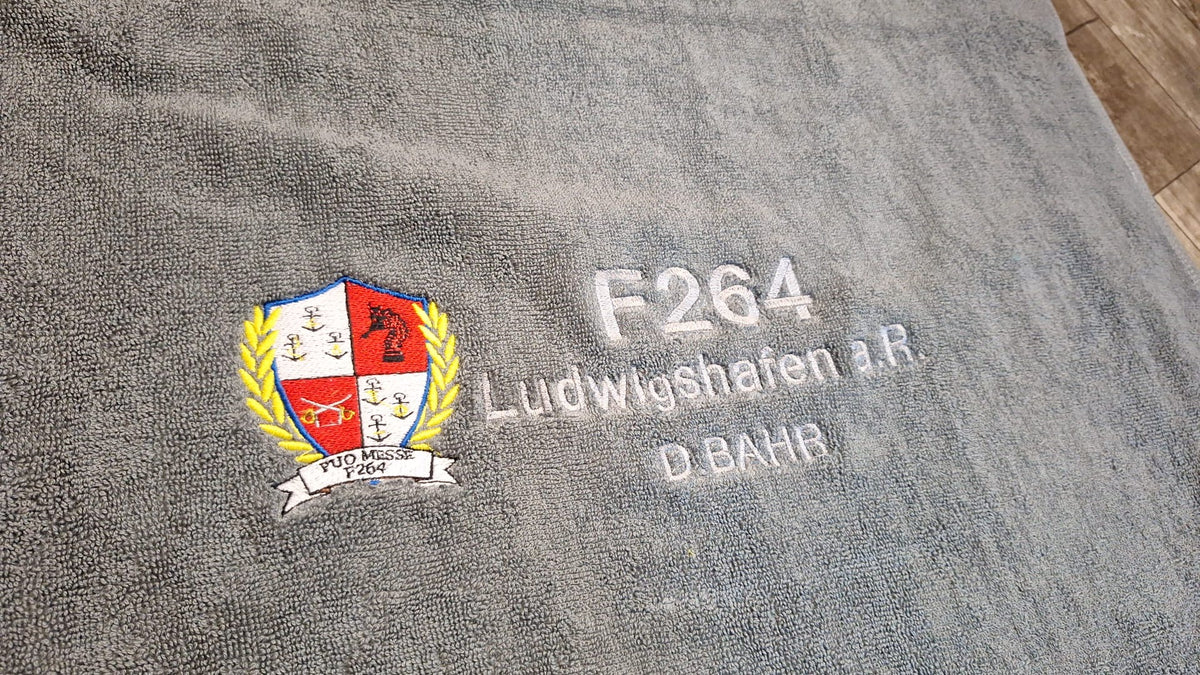 F264
Ludwigshafen a.R.
D.BAHR
PUO MESSE
F264